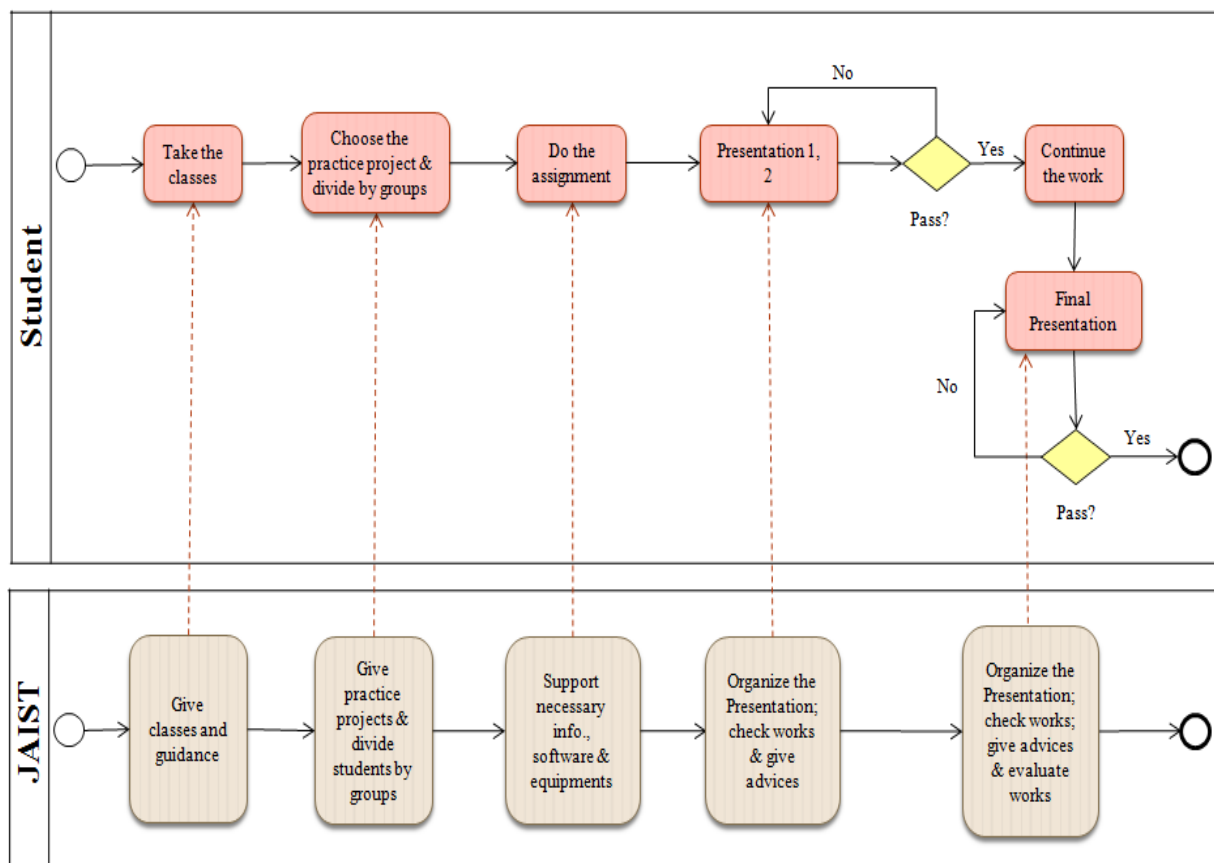 Student
No
Take the
classes
Choose the
practice project &
divide by groups
Do the
assignment
Presentation 1,
2
Yes
Continue
the work
Pass?
Final
Presentation
No
Yes
Pass?
JAIST
Give
classes and
guidance
Give
practice
projects &
divide
students by
groups
Support
necessary
info.,
software &
equipments
Organize the
Presentation;
check works
& give
advices
Organize the
Presentation;
check works;
give advices
& evaluate
works